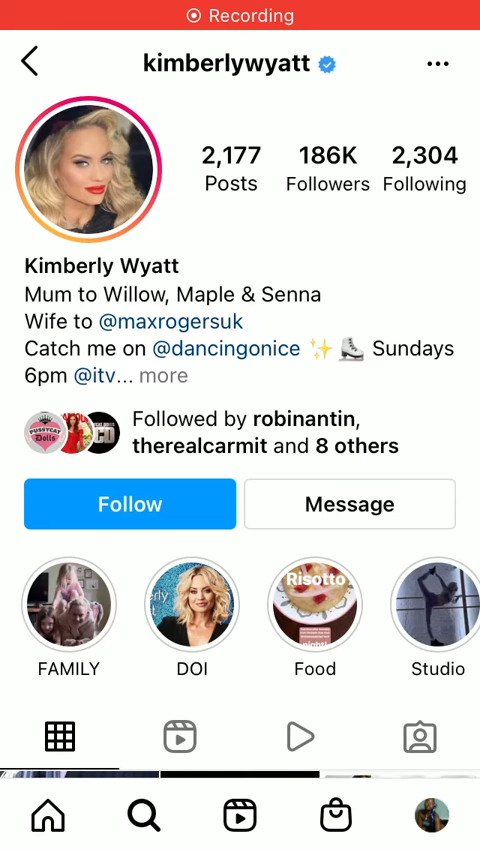 Recording
kimberlywyatt
2,177
186K
2,304
Posts
Followers
Following
Kimberly Wyatt
Mum to Willow, Maple & Senna
Wife to @maxrogersuk
Catch me on @dancingonice ✨ ⛸️ Sundays
6pm @itv... more
PUSSYCAT
Dolls
Followed by robinantin,
therealcarmit and 8 others
Follow
Message
Risotto
FAMILY
DOI
Food
Studio